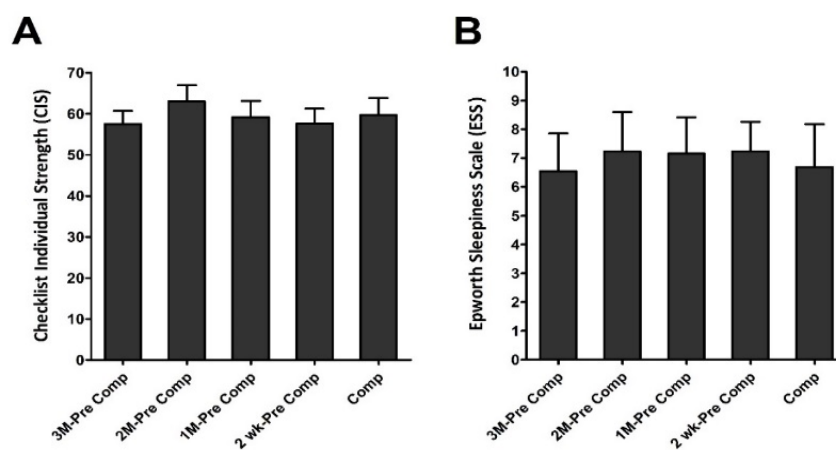 A
Checklist Individual Strength (CIS)
70
60
50
40
30
20
10
0
3M-Pre Comp
2M-Pre Comp
1M-Pre Comp
2 wk-Pre Comp
Comp
B
Epworth Sleepiness Scale (ESS)
10
9
8
7
6
5
4
3
2
1
0
3M-Pre Comp
2M-Pre Comp
1M-Pre Comp
2 wk-Pre Comp
Comp